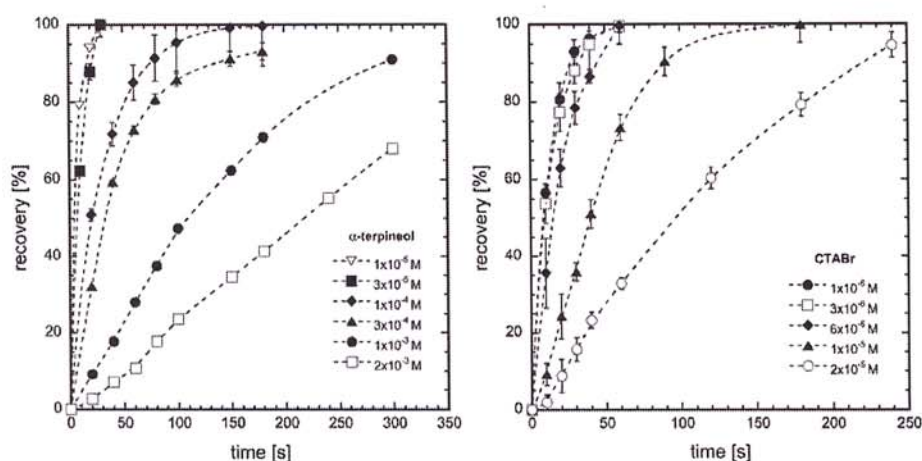 100
80
60
40
20
0
recovery [%]
α-terpineol
1x10⁻⁵ M
3x10⁻⁵ M
1x10⁻⁴ M
3x10⁻⁴ M
1x10⁻³ M
2x10⁻³ M
0 50 100 150 200 250 300 350
time [s]
100
80
60
40
20
0
recovery [%]
CTABr
1x10⁻⁶ M
3x10⁻⁶ M
6x10⁻⁶ M
1x10⁻⁵ M
2x10⁻⁵ M
0 50 100 150 200 250
time [s]